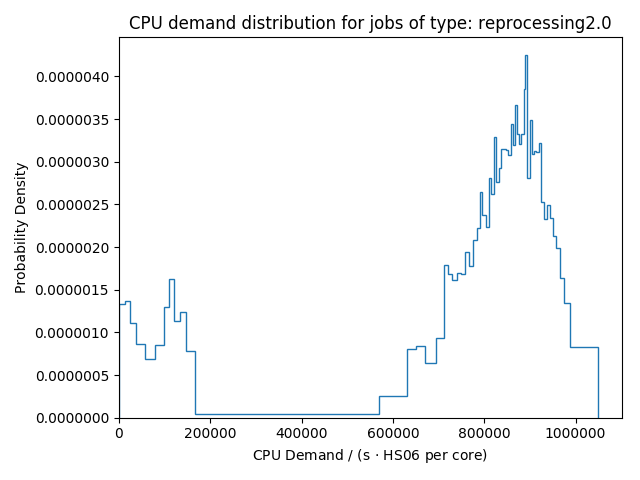 CPU demand distribution for jobs of type: reprocessing2.0
0.0000040
0.0000035
0.0000030
0.0000025
0.0000020
0.0000015
0.0000010
0.0000005
0.0000000
Probability Density
0 200000 400000 600000 800000 1000000
CPU Demand / (s · HS06 per core)